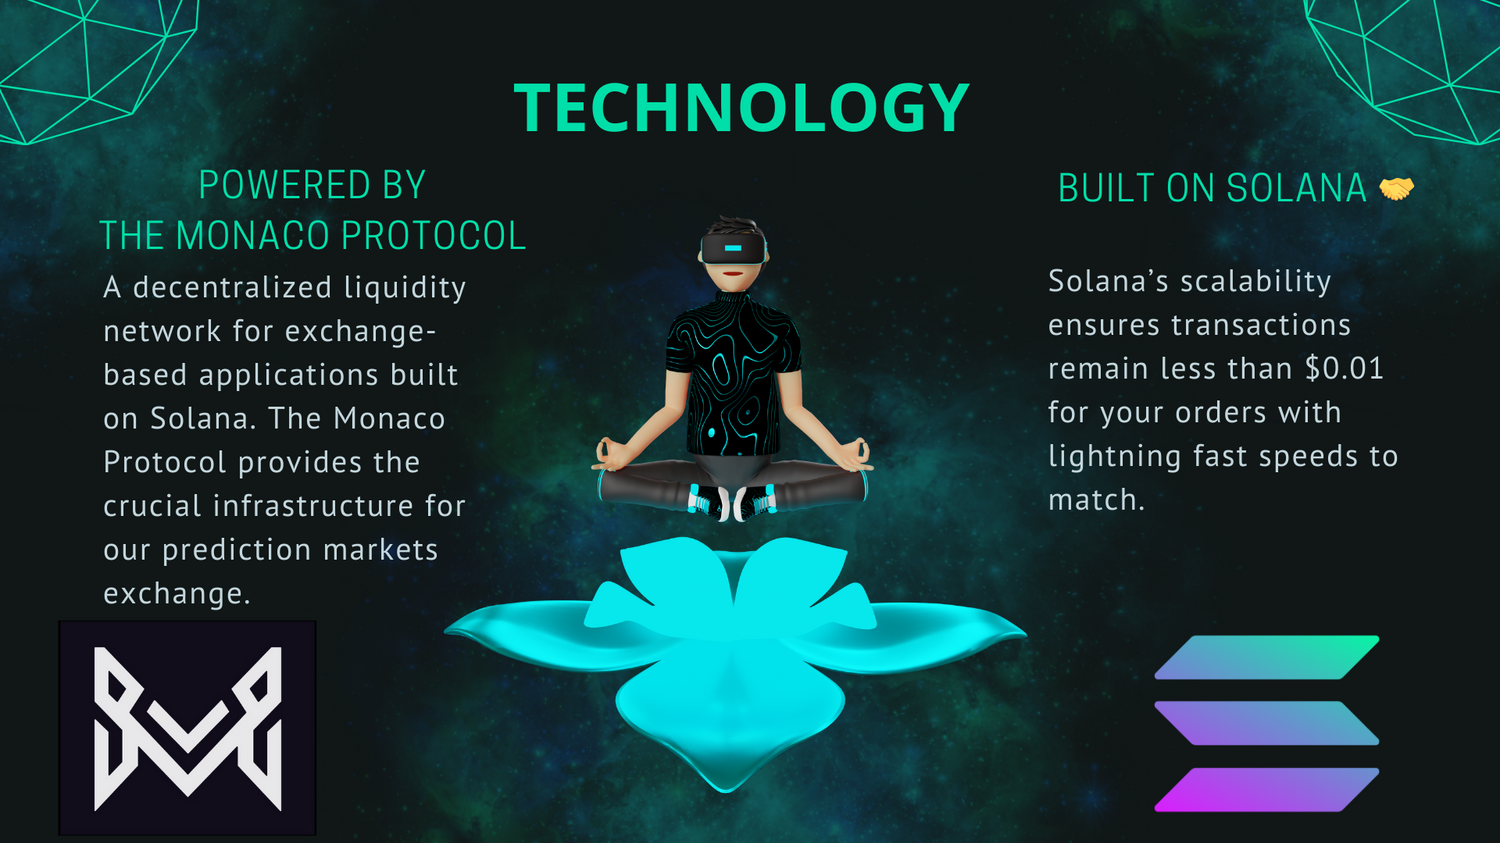 TECHNOLOGY
POWERED BY
THE MONACO PROTOCOL
A decentralized liquidity
network for exchange-
based applications built
on Solana. The Monaco
Protocol provides the
crucial infrastructure for
our prediction markets
exchange.
BUILT ON SOLANA 🤝
Solana’s scalability
ensures transactions
remain less than $0.01
for your orders with
lightning fast speeds to
match.